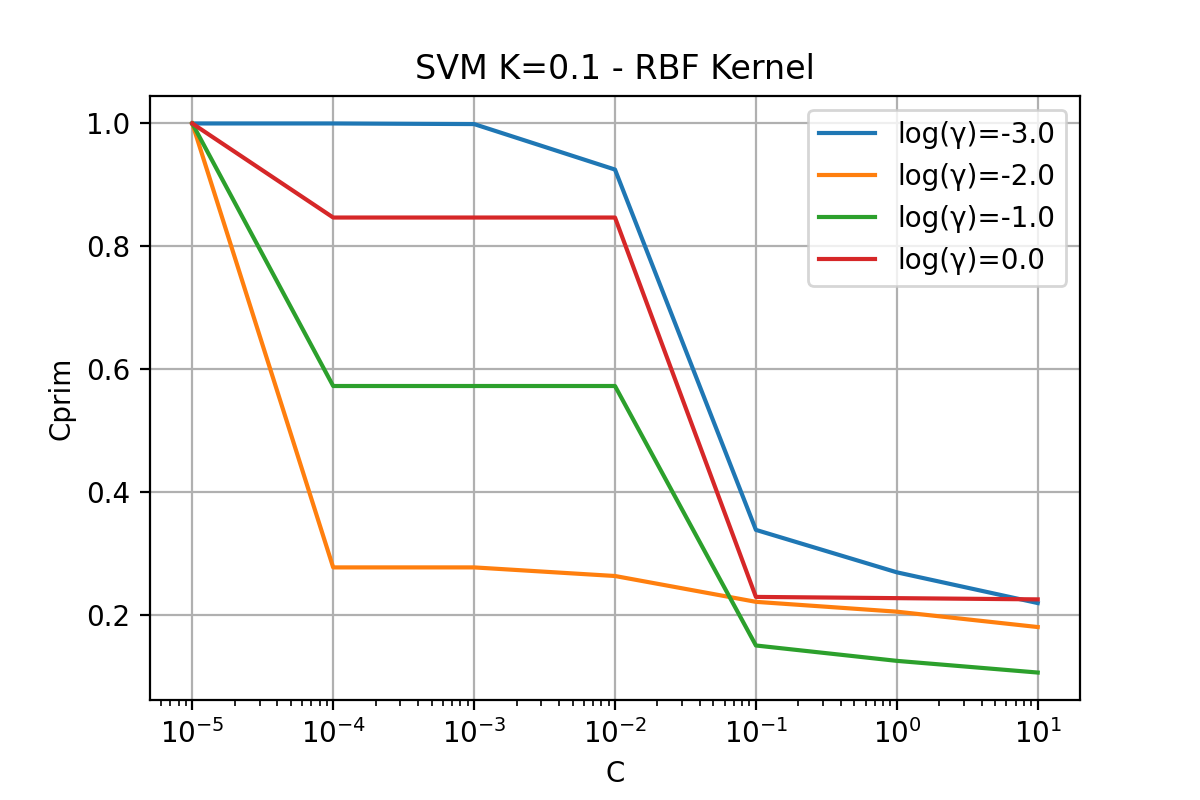 SVM K=0.1 - RBF Kernel
1.0
0.8
0.6
0.4
0.2
Cprim
log(γ)=-3.0
log(γ)=-2.0
log(γ)=-1.0
log(γ)=0.0
10⁻⁵ 10⁻⁴ 10⁻³ 10⁻² 10⁻¹ 10⁰ 10¹
C